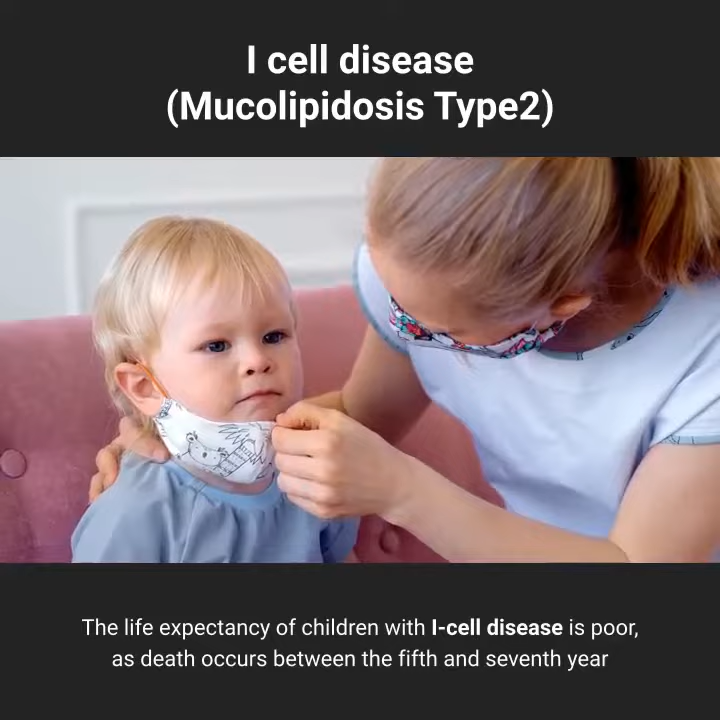 I cell disease
(Mucolipidosis Type2)
The life expectancy of children with I-cell disease is poor,
as death occurs between the fifth and seventh year